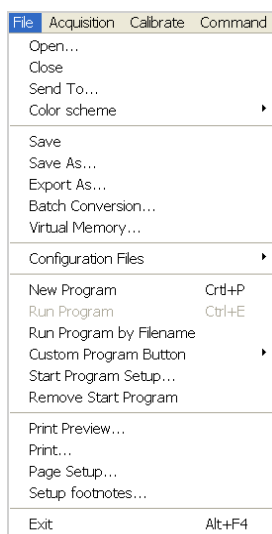 File Acquisition Calibrate Command
Open...
Close
Send To...
Color scheme
Save
Save As...
Export As...
Batch Conversion...
Virtual Memory...
Configuration Files
New Program Crtl+P
Run Program Ctrl+E
Run Program by Filename
Custom Program Button
Start Program Setup...
Remove Start Program
Print Preview...
Print...
Page Setup...
Setup footnotes...
Exit Alt+F4